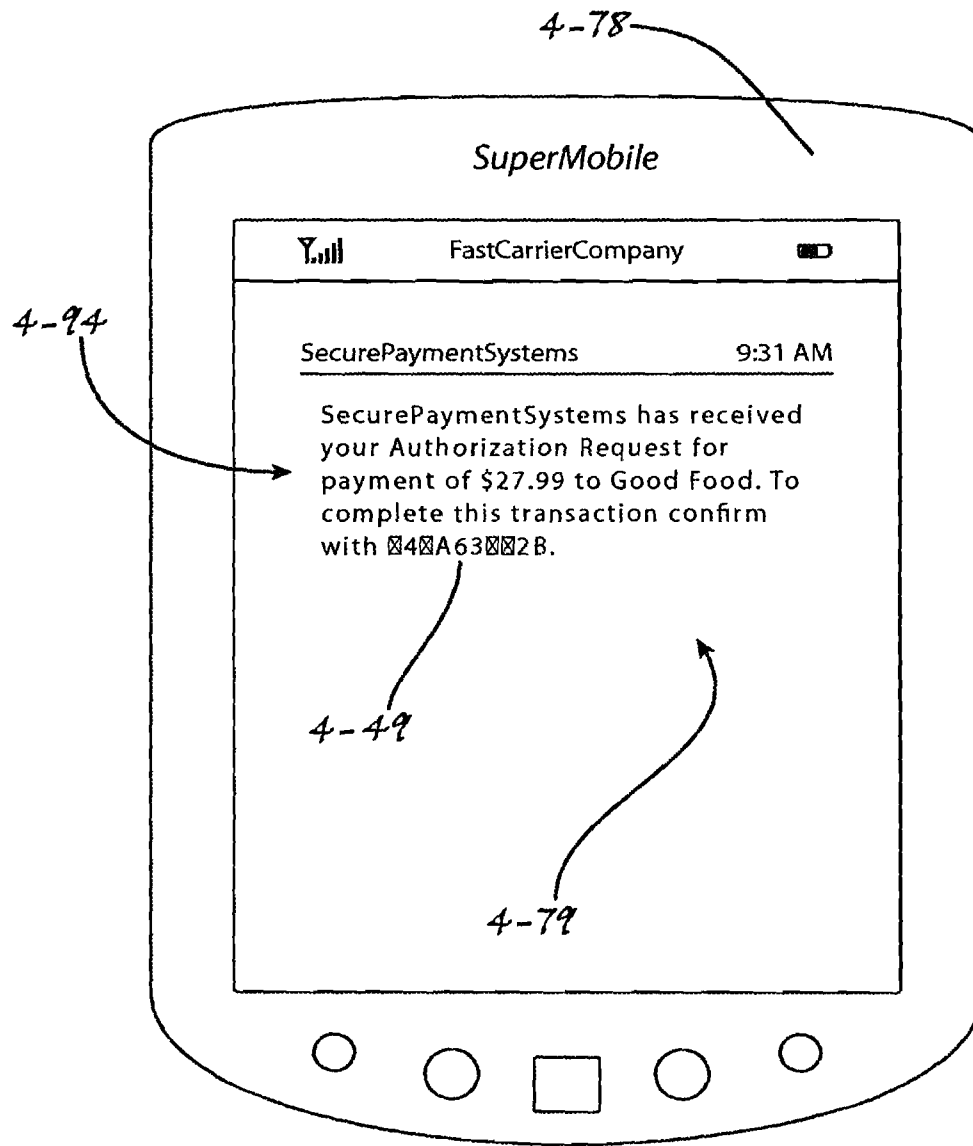 4-78
SuperMobile
FastCarrierCompany
4-94
SecurePaymentSystems 9:31 AM
SecurePaymentSystems has received
your Authorization Request for
payment of $27.99 to Good Food. To
complete this transaction confirm
with ☒4☒A63☒☒2B.
4-49
4-79